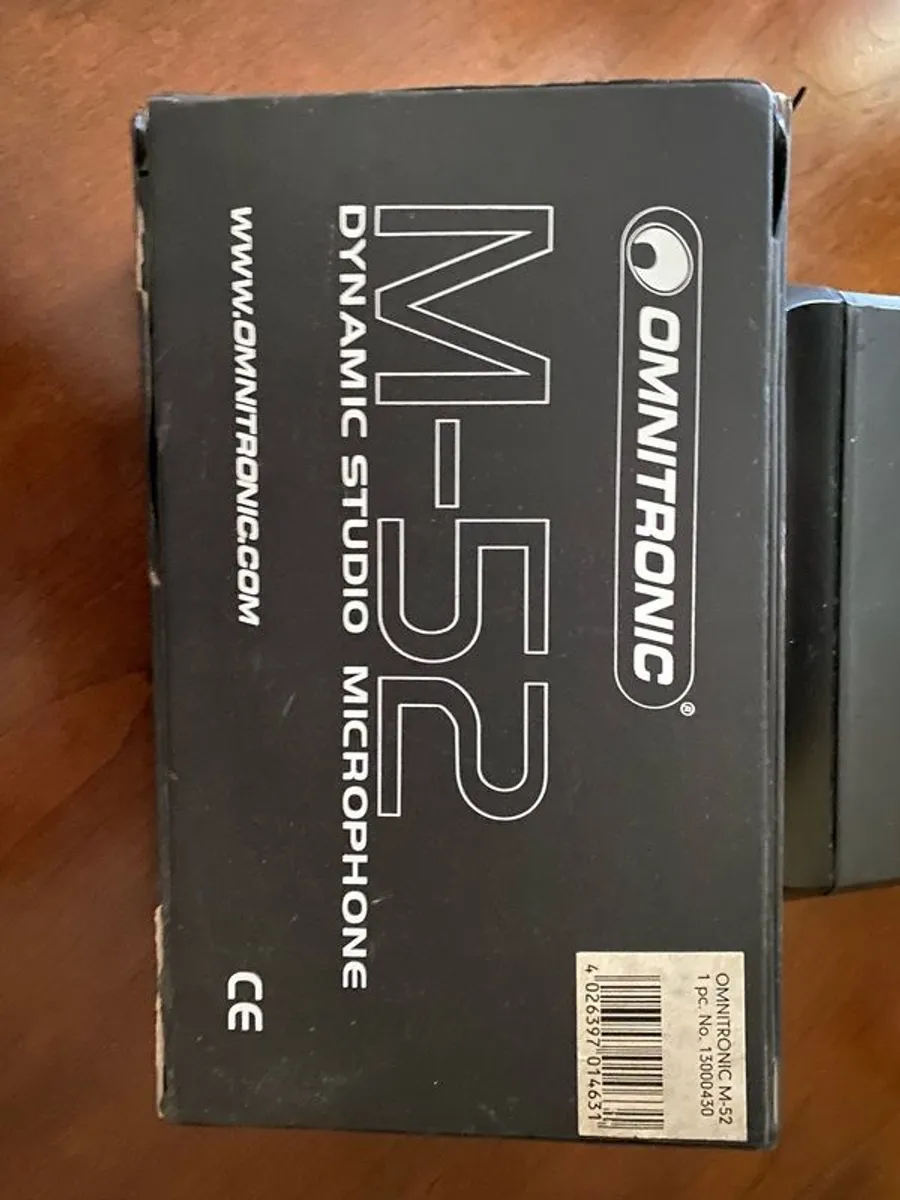 OMNITRONIC®
M-52
DYNAMIC STUDIO MICROPHONE
WWW.OMNITRONIC.COM
CE
OMNITRONIC M-52
1 pc. No. 13000430
4 026397 014631